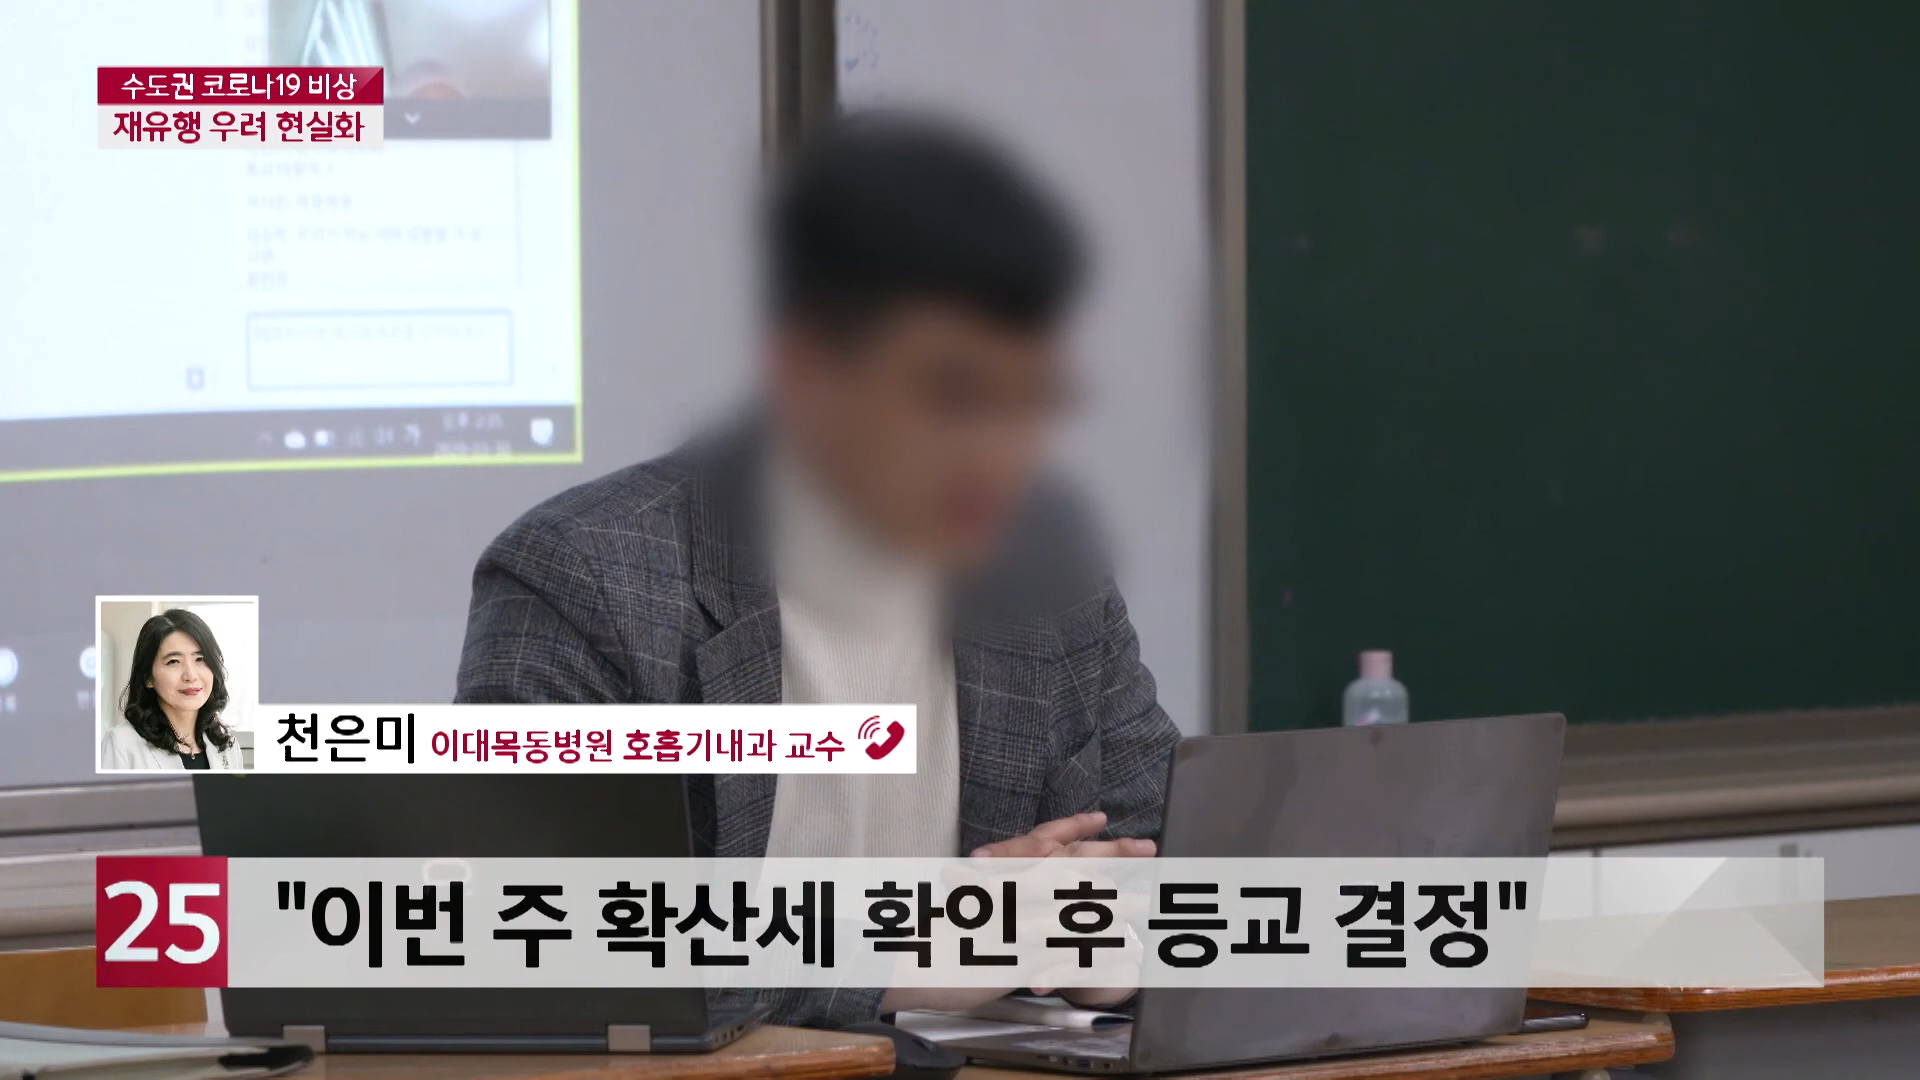 수도권 코로나19 비상
재유행 우려 현실화
천은미 이대목동병원 호흡기내과 교수
25 "이번 주 확산세 확인 후 등교 결정"